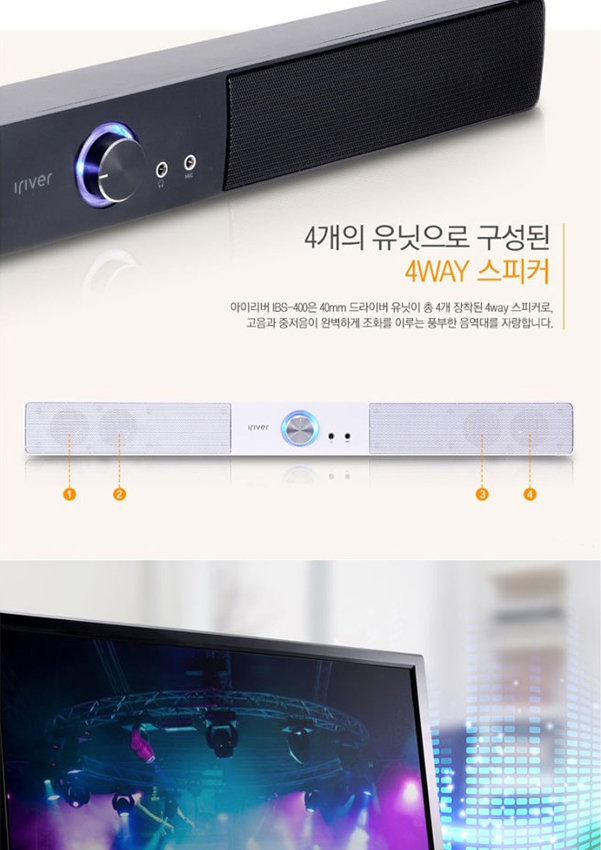 iriver
MIC
4개의 유닛으로 구성된
4WAY 스피커
아이리버 IBS-400은 40mm 드라이버 유닛이 총 4개 장착된 4way 스피커로,
고음과 중저음이 완벽하게 조화를 이루는 풍부한 음역대를 자랑합니다.
iriver
1 2 3 4